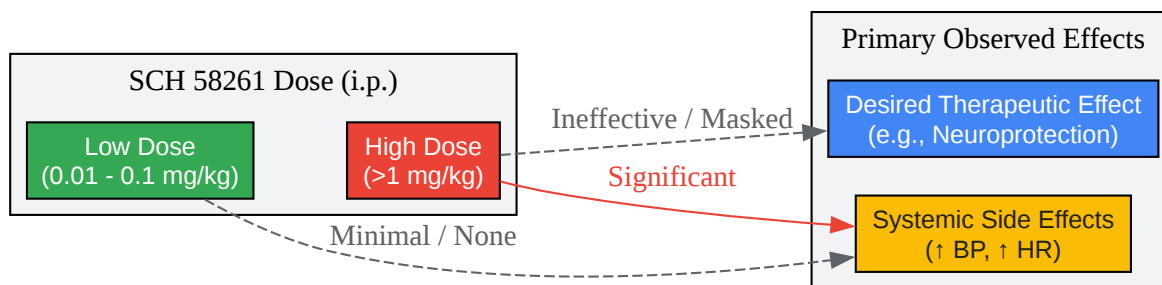 Primary Observed Effects
SCH 58261 Dose (i.p.)
Low Dose
(0.01 - 0.1 mg/kg)
High Dose
(>1 mg/kg)
Ineffective / Masked
Desired Therapeutic Effect
(e.g., Neuroprotection)
Significant
Minimal / None
Systemic Side Effects
(↑ BP, ↑ HR)